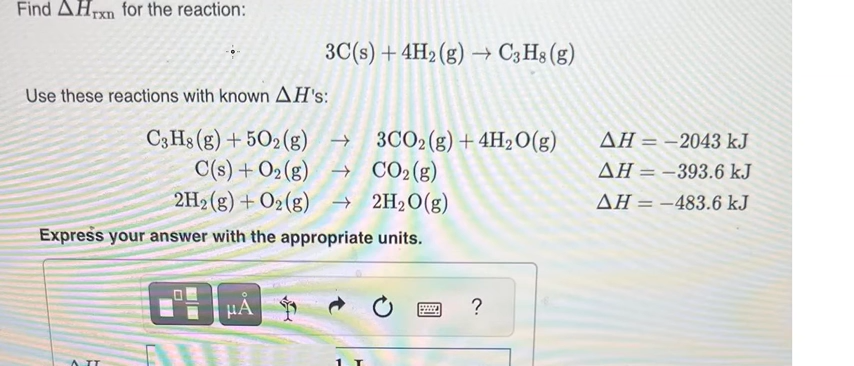 Find ΔHrxn for the reaction:
3C(s) + 4H₂(g) → C₃H₈(g)
Use these reactions with known ΔH's:
C₃H₈(g) + 5O₂(g) → 3CO₂(g) + 4H₂O(g) ΔH = −2043 kJ
C(s) + O₂(g) → CO₂(g) ΔH = −393.6 kJ
2H₂(g) + O₂(g) → 2H₂O(g) ΔH = −483.6 kJ
Express your answer with the appropriate units.
μÅ ?